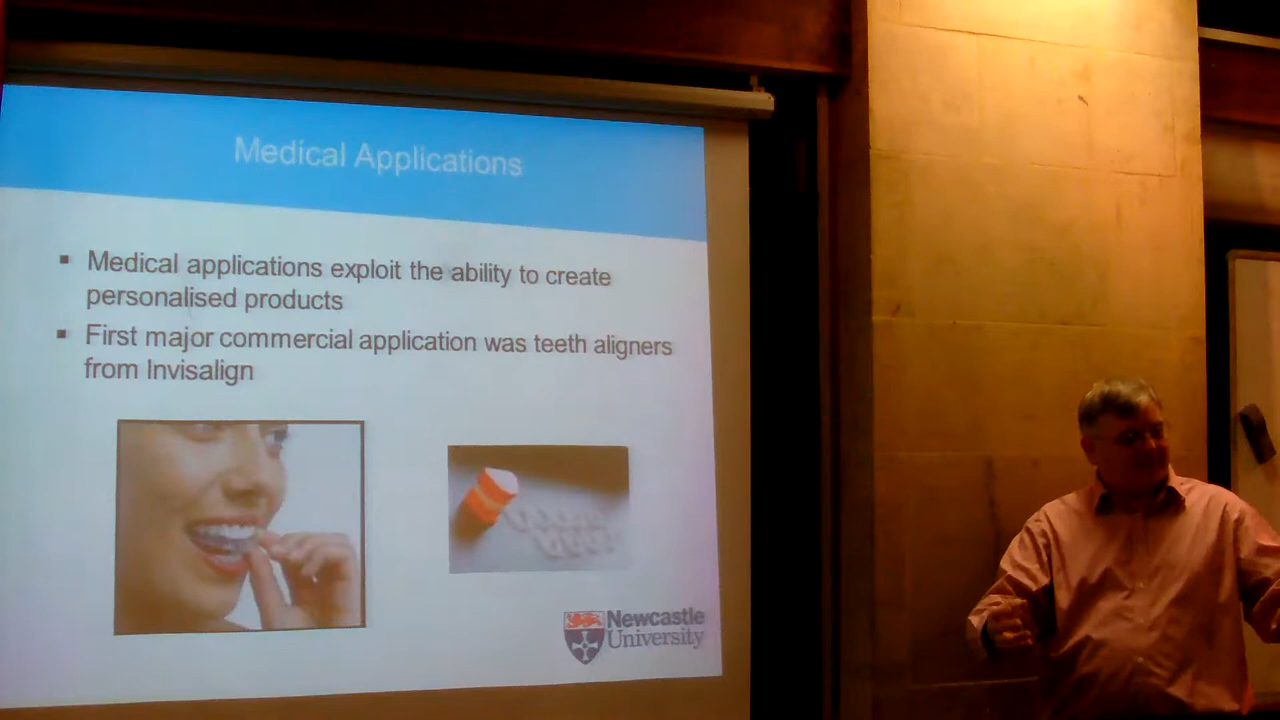 Medical Applications
▪ Medical applications exploit the ability to create
personalised products
▪ First major commercial application was teeth aligners
from Invisalign
Newcastle
University